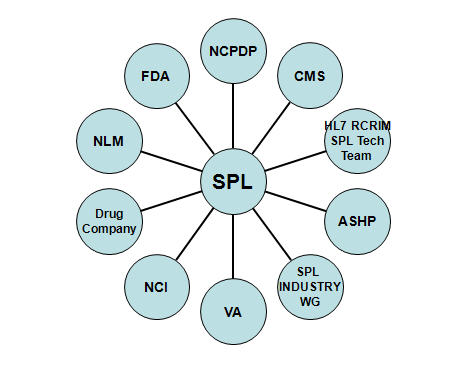 NCPDP
FDA
CMS
HL7 RCRIM
SPL Tech
Team
NLM
SPL
Drug
Company
ASHP
NCI
SPL
INDUSTRY
WG
VA